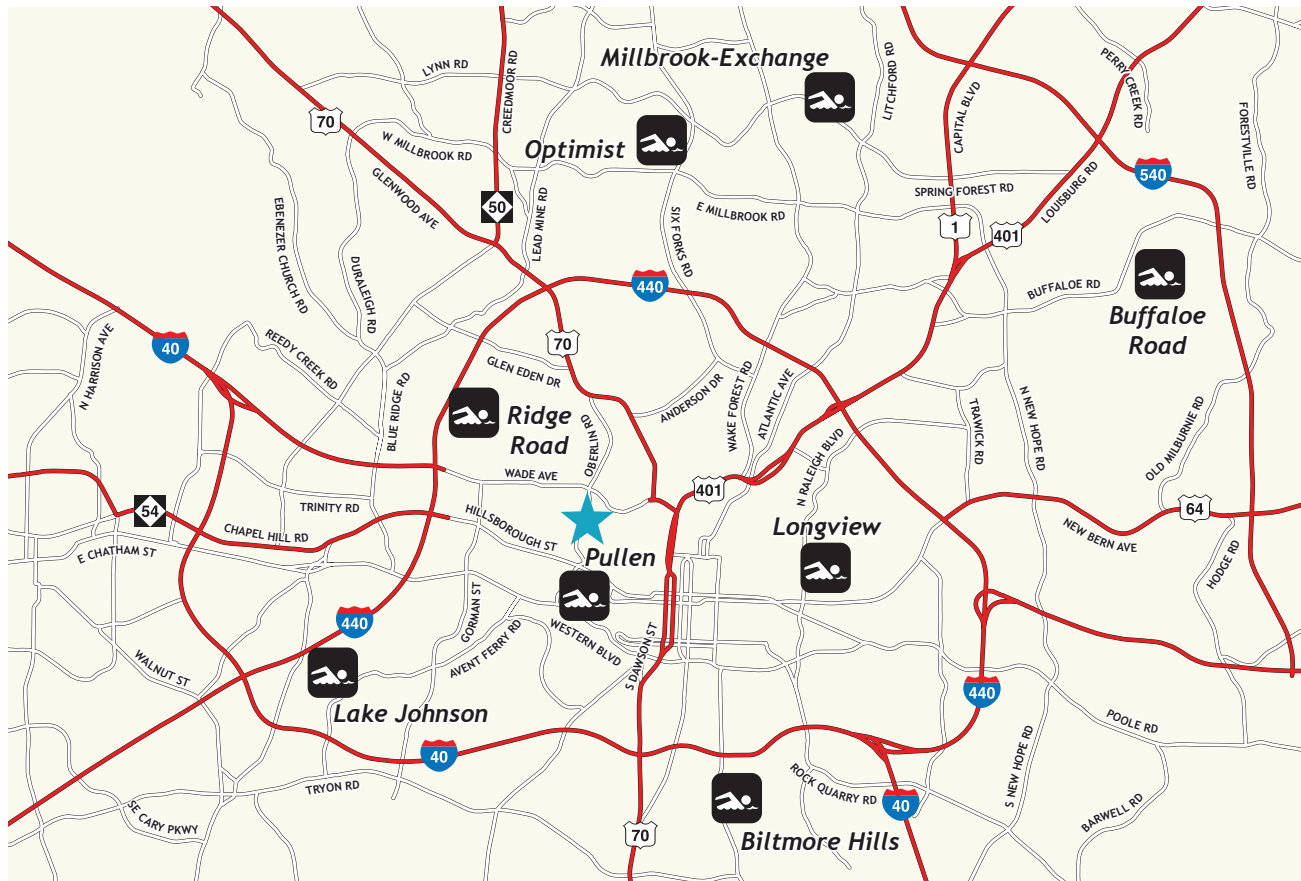 Millbrook-Exchange
LYNN RD
CREEDMOOR RD
LITCHFORD RD
CAPITAL BLVD
PERRY CREEK RD
FORESTVILLE RD
70
W MILLBROOK RD
Optimist
GLENWOOD AVE
50
LEAD MINE RD
SIX FORKS RD
E MILLBROOK RD
SPRING FOREST RD
LOUISBURG RD
540
1
401
EBENEZER CHURCH RD
DURALEIGH RD
440
BUFFALOE RD
Buffaloe
Road
N HARRISON AVE
40
REEDY CREEK RD
70
GLEN EDEN DR
ANDERSON DR
WAKE FOREST RD
ATLANTIC AVE
BLUE RIDGE RD
Ridge
Road
OBERLIN RD
N RALEIGH BLVD
TRAWICK RD
N NEW HOPE RD
OLD MILBURNIE RD
WADE AVE
401
54
TRINITY RD
CHAPEL HILL RD
HILLSBOROUGH ST
64
NEW BERN AVE
Longview
E CHATHAM ST
Pullen
HODGE RD
440
GORMAN ST
AVENT FERRY RD
WESTERN BLVD
S DAWSON ST
WALNUT ST
Lake Johnson
440
POOLE RD
40
S NEW HOPE RD
TRYON RD
ROCK QUARRY RD
40
BARWELL RD
SE CARY PKWY
70
Biltmore Hills